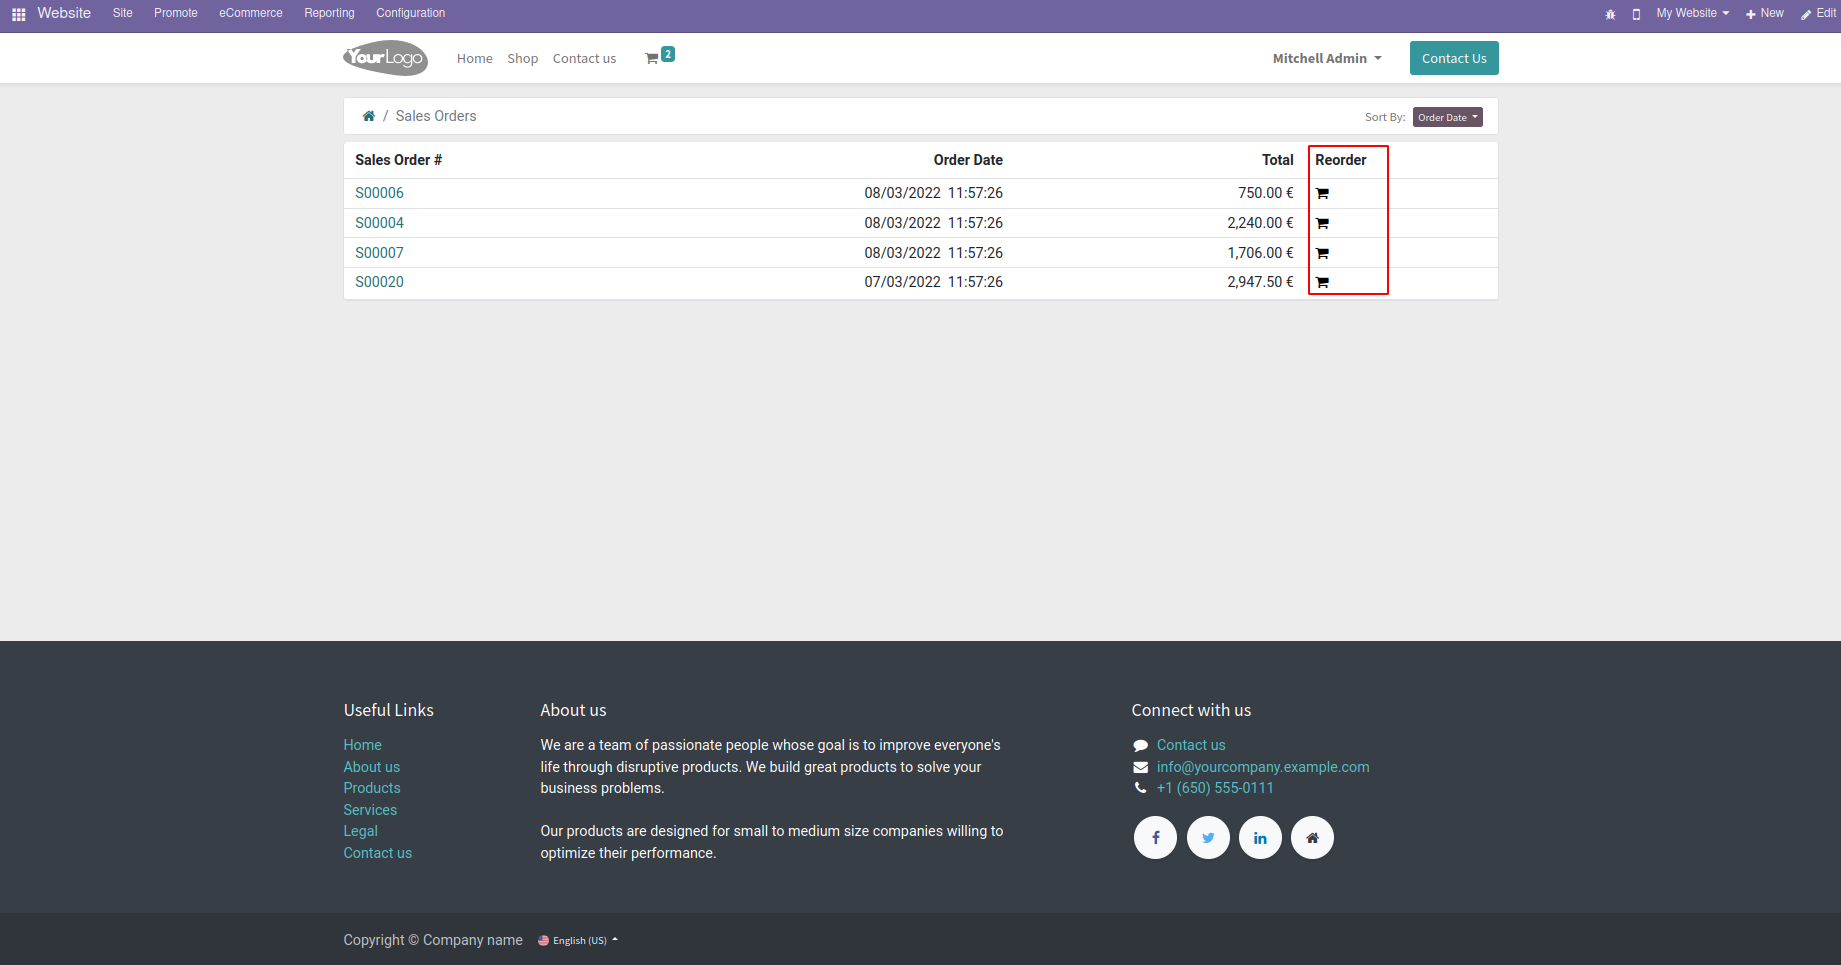 Website Site Promote eCommerce Reporting Configuration My Website New Edit
YourLogo Home Shop Contact us 2 Mitchell Admin Contact Us
/ Sales Orders Sort By: Order Date
Sales Order # Order Date Total Reorder
S00006 08/03/2022 11:57:26 750.00 €
S00004 08/03/2022 11:57:26 2,240.00 €
S00007 08/03/2022 11:57:26 1,706.00 €
S00020 07/03/2022 11:57:26 2,947.50 €
Useful Links
Home
About us
Products
Services
Legal
Contact us
About us
We are a team of passionate people whose goal is to improve everyone's
life through disruptive products. We build great products to solve your
business problems.
Our products are designed for small to medium size companies willing to
optimize their performance.
Connect with us
Contact us
info@yourcompany.example.com
+1 (650) 555-0111
Copyright © Company name English (US)